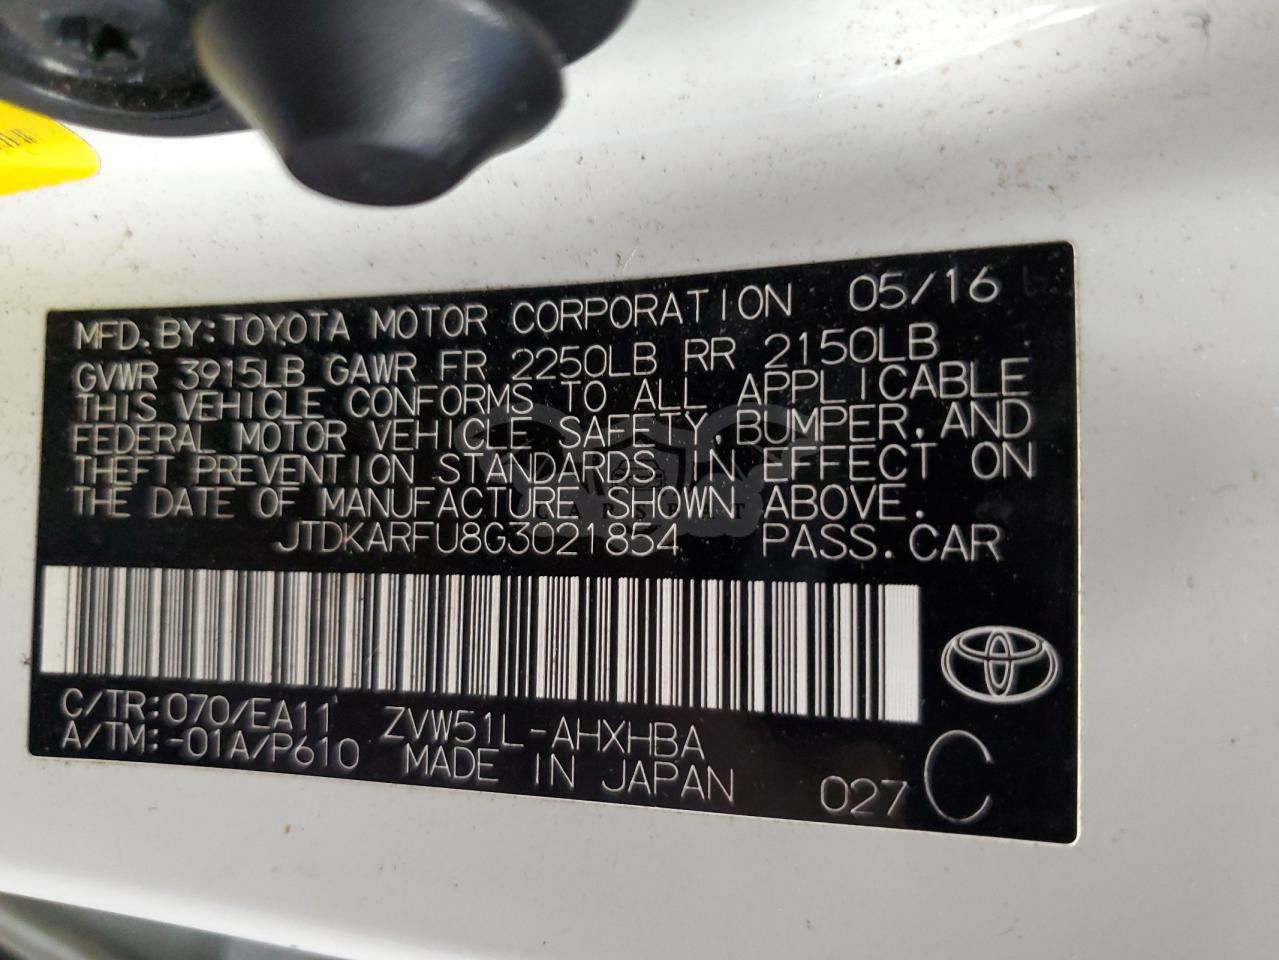 MFD. BY: TOYOTA MOTOR CORPORATION 05/16
GVWR 3915LB GAWR FR 2250LB RR 2150LB
THIS VEHICLE CONFORMS TO ALL APPLICABLE
FEDERAL MOTOR VEHICLE SAFETY, BUMPER, AND
THEFT PREVENTION STANDARDS IN EFFECT ON
THE DATE OF MANUFACTURE SHOWN ABOVE.
JTDKARFU8G3021854 PASS. CAR
C/TR: 070/EA11 ZVW51L-AHXHBA
A/TM: -01A/P610 MADE IN JAPAN 027 C